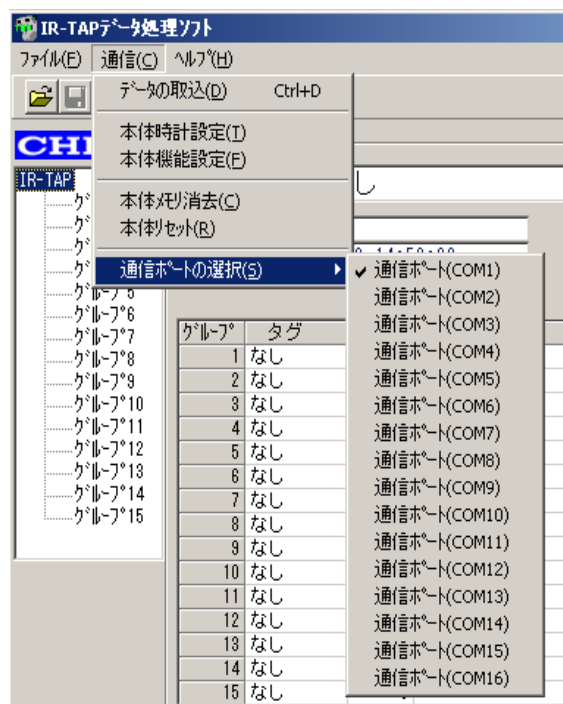 IR-TAPﾃﾞｰﾀ処理ｿﾌﾄ
ﾌｧｲﾙ(F) 通信(C) ﾍﾙﾌﾟ(H)
ﾃﾞｰﾀの取込(D) Ctrl+D
本体時計設定(T)
本体機能設定(F)
本体ﾒﾓﾘ消去(C)
本体ﾘｾｯﾄ(R)
通信ﾎﾟｰﾄの選択(S)
通信ﾎﾟｰﾄ(COM1)
通信ﾎﾟｰﾄ(COM2)
通信ﾎﾟｰﾄ(COM3)
通信ﾎﾟｰﾄ(COM4)
通信ﾎﾟｰﾄ(COM5)
通信ﾎﾟｰﾄ(COM6)
通信ﾎﾟｰﾄ(COM7)
通信ﾎﾟｰﾄ(COM8)
通信ﾎﾟｰﾄ(COM9)
通信ﾎﾟｰﾄ(COM10)
通信ﾎﾟｰﾄ(COM11)
通信ﾎﾟｰﾄ(COM12)
通信ﾎﾟｰﾄ(COM13)
通信ﾎﾟｰﾄ(COM14)
通信ﾎﾟｰﾄ(COM15)
通信ﾎﾟｰﾄ(COM16)
IR-TAP
ｸﾞﾙｰﾌﾟ5
ｸﾞﾙｰﾌﾟ6
ｸﾞﾙｰﾌﾟ7
ｸﾞﾙｰﾌﾟ8
ｸﾞﾙｰﾌﾟ9
ｸﾞﾙｰﾌﾟ10
ｸﾞﾙｰﾌﾟ11
ｸﾞﾙｰﾌﾟ12
ｸﾞﾙｰﾌﾟ13
ｸﾞﾙｰﾌﾟ14
ｸﾞﾙｰﾌﾟ15
し
ｸﾞﾙｰﾌﾟ タグ
1 なし
2 なし
3 なし
4 なし
5 なし
6 なし
7 なし
8 なし
9 なし
10 なし
11 なし
12 なし
13 なし
14 なし
15 なし